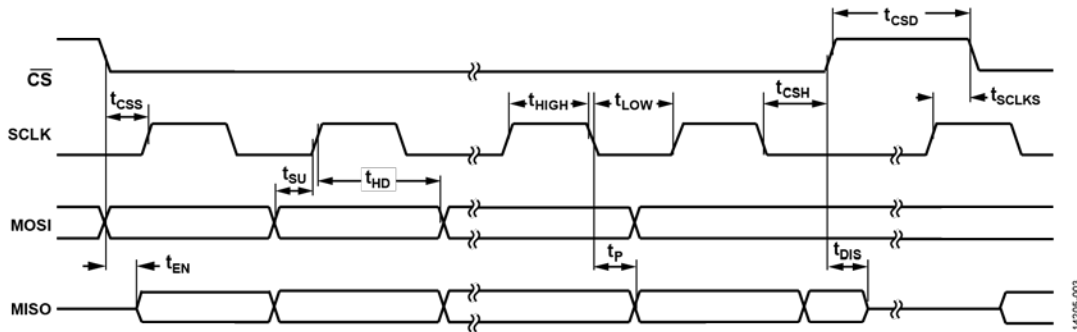 tCSD
CS
tCSS
tHIGH
tLOW
tCSH
tSCLKS
SCLK
tSU
tHD
MOSI
tEN
tP
tDIS
MISO